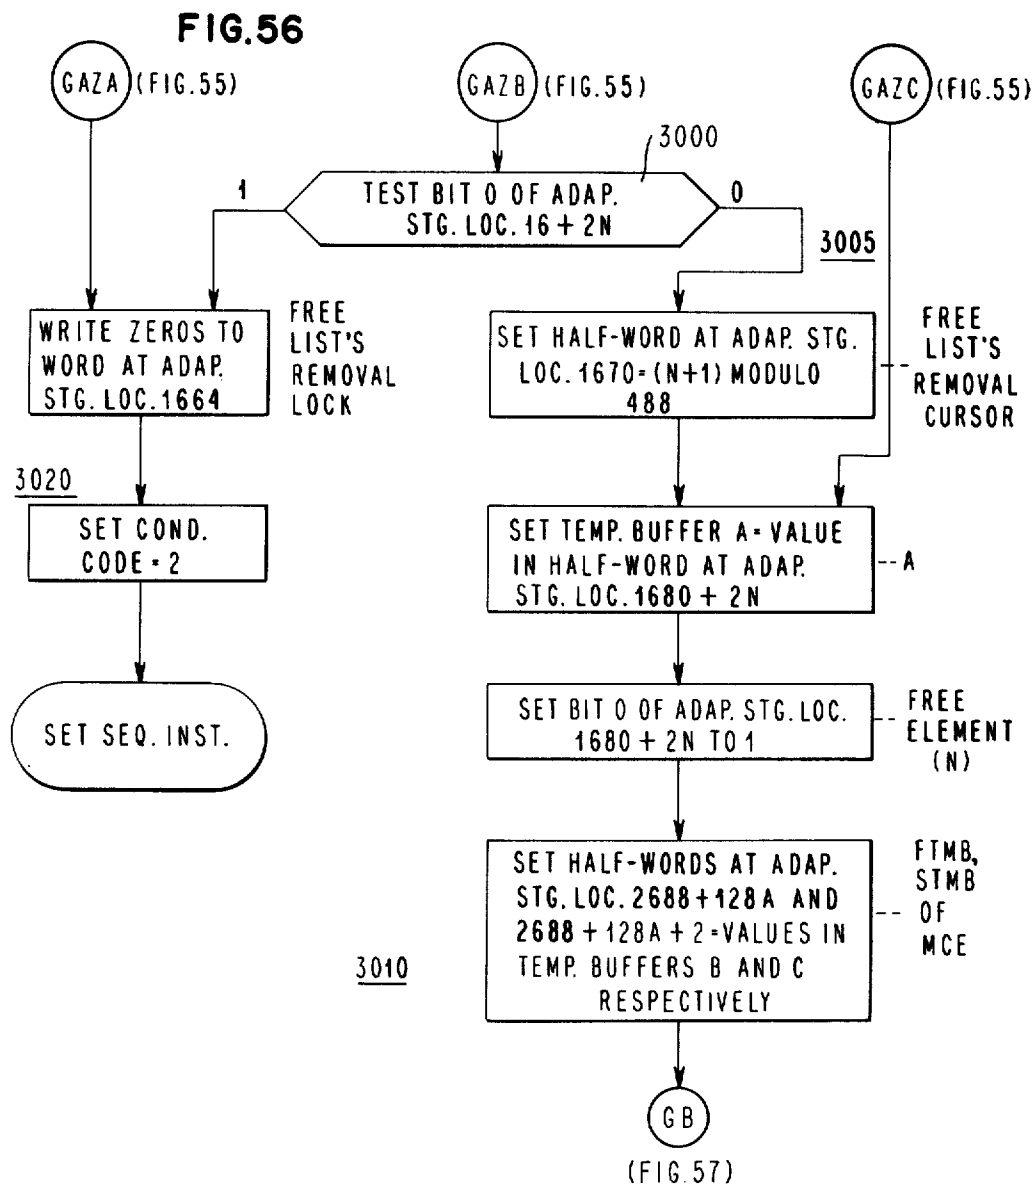 FIG.56
GAZA (FIG.55)
GAZB (FIG.55)
GAZC (FIG.55)
3000
1
TEST BIT 0 OF ADAP.
STG. LOC. 16 + 2N
0
3005
WRITE ZEROS TO
WORD AT ADAP.
STG. LOC. 1664
FREE
LIST'S
REMOVAL
LOCK
SET HALF-WORD AT ADAP. STG.
LOC. 1670 = (N+1) MODULO
488
FREE
LIST'S
REMOVAL
CURSOR
3020
SET COND.
CODE = 2
SET TEMP. BUFFER A = VALUE
IN HALF-WORD AT ADAP.
STG. LOC. 1680 + 2N
A
SET SEQ. INST.
SET BIT 0 OF ADAP. STG. LOC.
1680 + 2N TO 1
FREE
ELEMENT
(N)
SET HALF-WORDS AT ADAP.
STG. LOC. 2688 + 128A AND
2688 + 128A + 2 = VALUES IN
TEMP. BUFFERS B AND C
RESPECTIVELY
FTMB,
STMB
OF
MCE
3010
GB
(FIG.57)